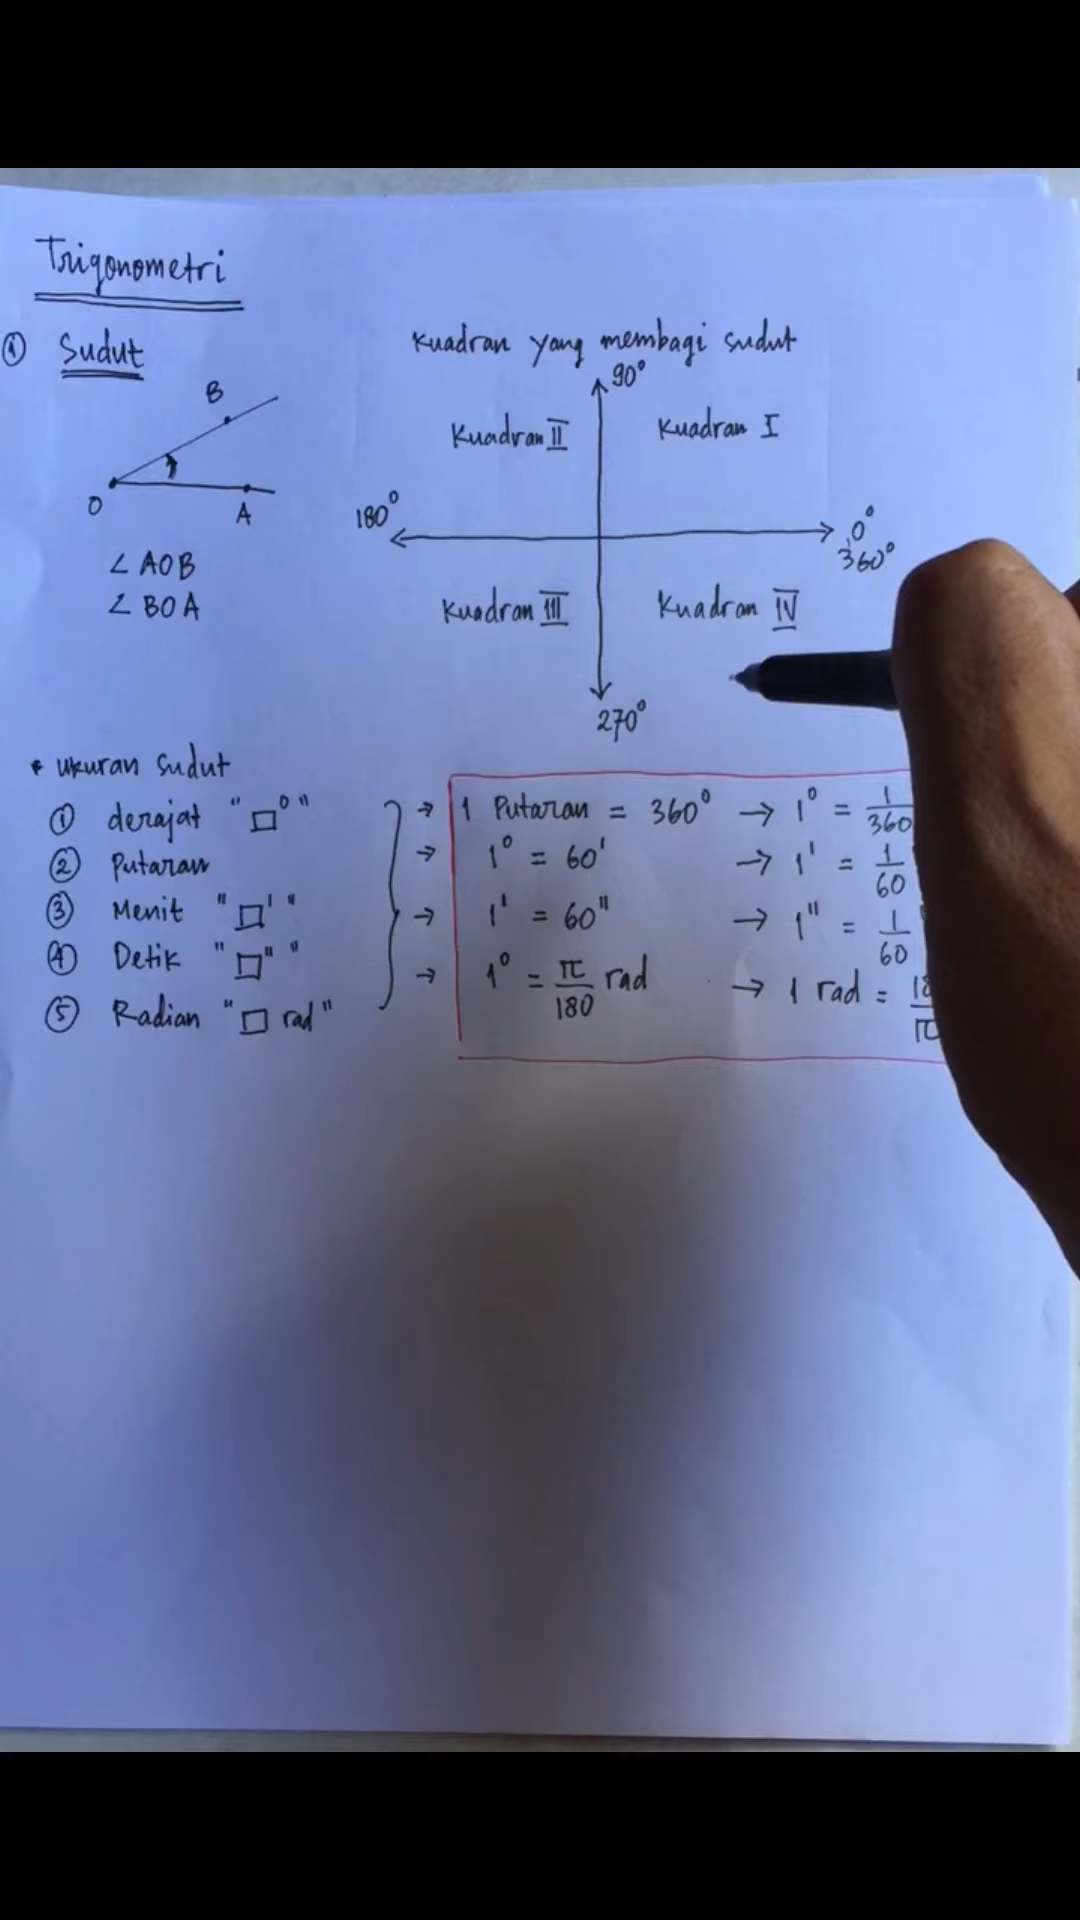 Trigonometri
① Sudut
B
O
A
∠ AOB
∠ BOA
Kuadran yang membagi sudut
90°
Kuadran II
Kuadran I
180°
0°,
360°
Kuadran III
Kuadran IV
270°
* ukuran sudut
① derajat "□°"
② Putaran
③ Menit "□'"
④ Detik "□""
⑤ Radian "□ rad"
→ 1 Putaran = 360° → 1° = 1/360
→ 1° = 60' → 1' = 1/60
→ 1' = 60" → 1" = 1/60
→ 1° = π/180 rad → 1 rad =